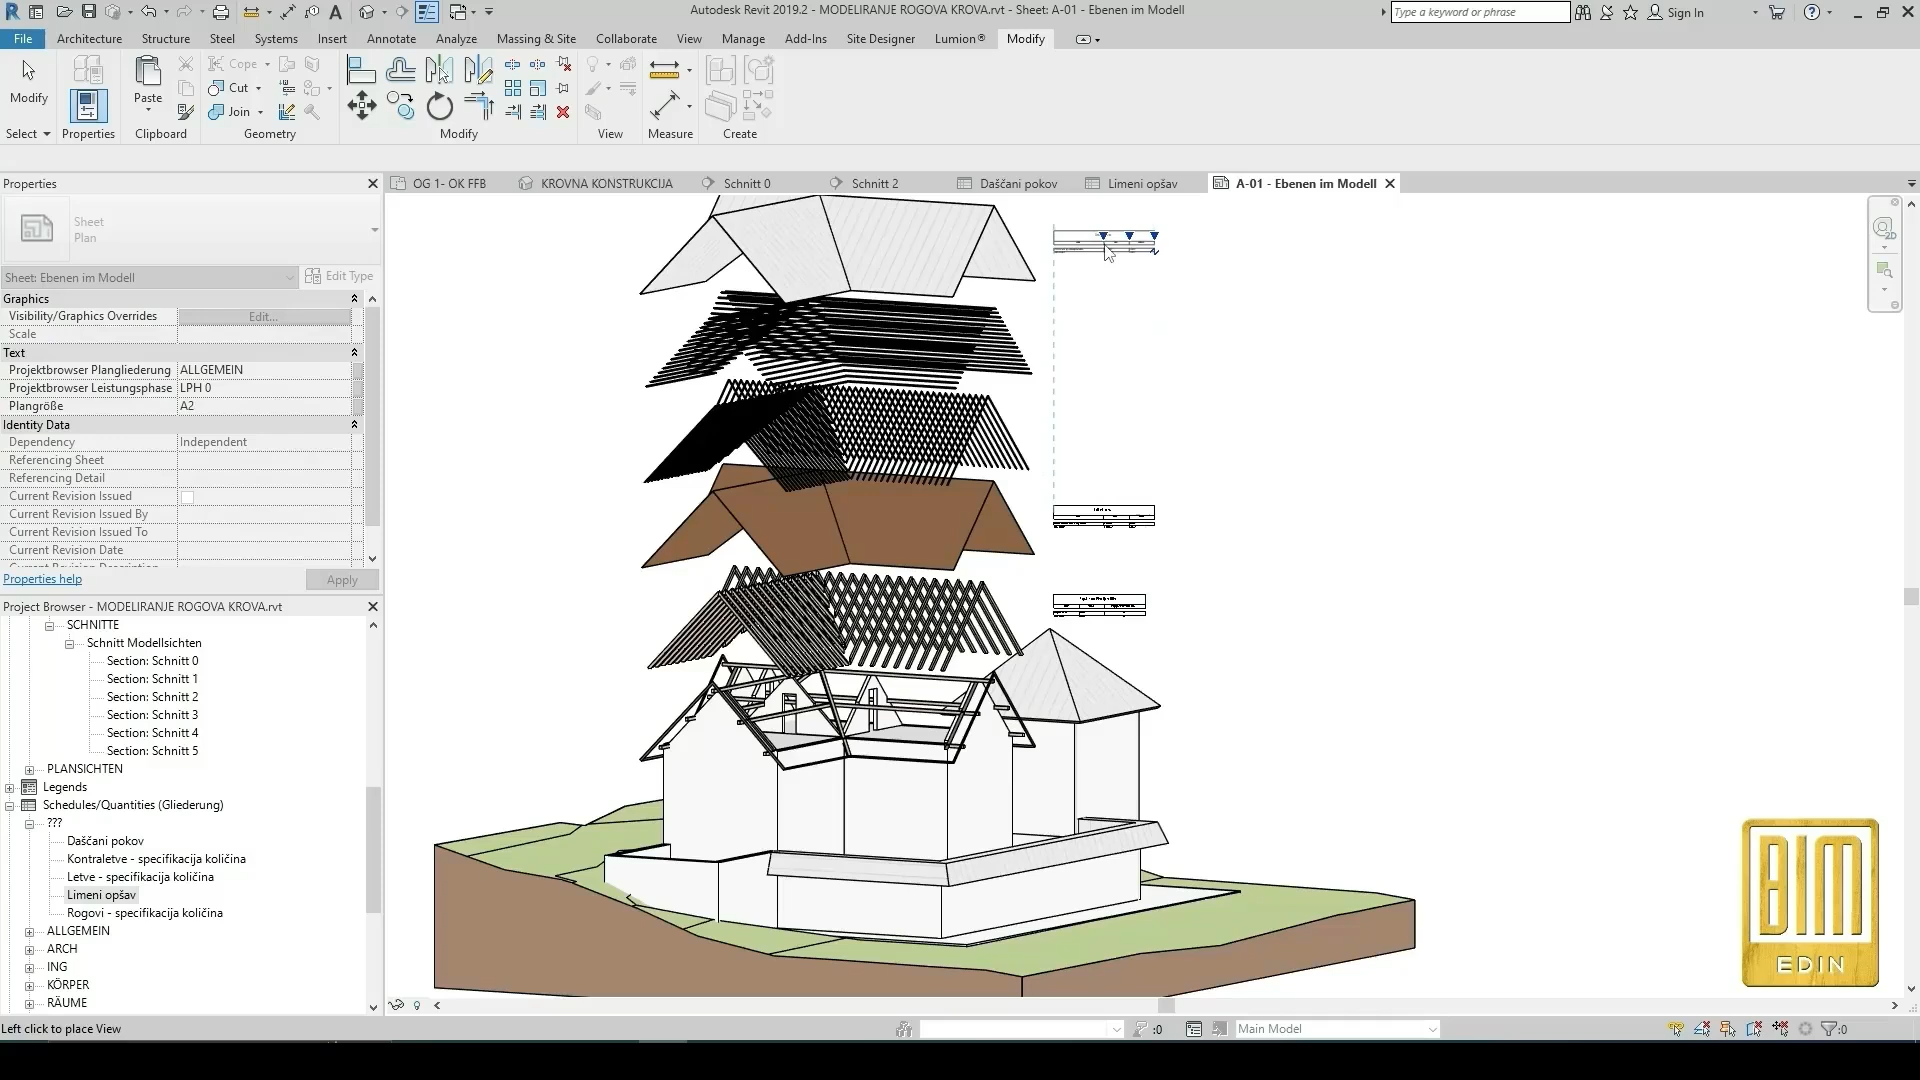 Autodesk Revit 2019.2 - MODELIRANJE ROGOVA KROVA.rvt - Sheet: A-01 - Ebenen im Modell
Type a keyword or phrase
Sign In
File Architecture Structure Steel Systems Insert Annotate Analyze Massing & Site Collaborate View Manage Add-Ins Site Designer Lumion® Modify
Modify
Paste
Cope
Cut
Join
Select Properties Clipboard Geometry Modify View Measure Create
Properties
OG 1- OK FFB KROVNA KONSTRUKCIJA Schnitt 0 Schnitt 2 Daščani pokov Limeni opšav A-01 - Ebenen im Modell
Sheet
Plan
Sheet: Ebenen im Modell Edit Type
Graphics
Visibility/Graphics Overrides Edit...
Scale
Text
Projektbrowser Plangliederung ALLGEMEIN
Projektbrowser Leistungsphase LPH 0
Plangröße A2
Identity Data
Dependency Independent
Referencing Sheet
Referencing Detail
Current Revision Issued
Current Revision Issued By
Current Revision Issued To
Current Revision Date
Current Revision Description
Properties help Apply
Project Browser - MODELIRANJE ROGOVA KROVA.rvt
SCHNITTE
Schnitt Modellsichten
Section: Schnitt 0
Section: Schnitt 1
Section: Schnitt 2
Section: Schnitt 3
Section: Schnitt 4
Section: Schnitt 5
PLANSICHTEN
Legends
Schedules/Quantities (Gliederung)
???
Daščani pokov
Kontraletve - specifikacija količina
Letve - specifikacija količina
Limeni opšav
Rogovi - specifikacija količina
ALLGEMEIN
ARCH
ING
KÖRPER
RÄUME
2D
BIM
EDIN
Left click to place View
:0
Main Model
:0